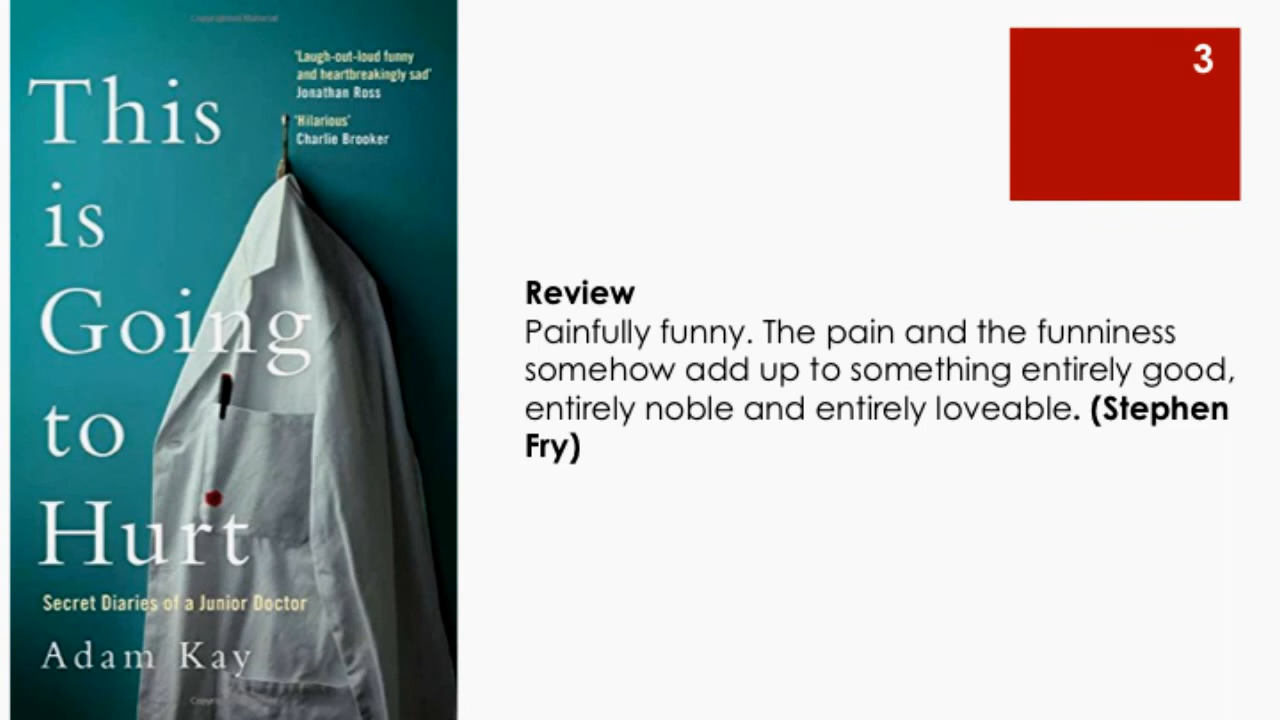 Copyrighted Material
'Laugh-out-loud funny
and heartbreakingly sad'
Jonathan Ross
'Hilarious'
Charlie Brooker
This
is
Going
to
Hurt
Secret Diaries of a Junior Doctor
Adam Kay
3
Review
Painfully funny. The pain and the funniness
somehow add up to something entirely good,
entirely noble and entirely loveable. (Stephen
Fry)